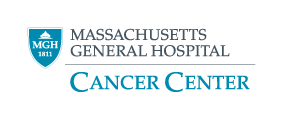 MGH
1811
MASSACHUSETTS
GENERAL HOSPITAL
CANCER CENTER